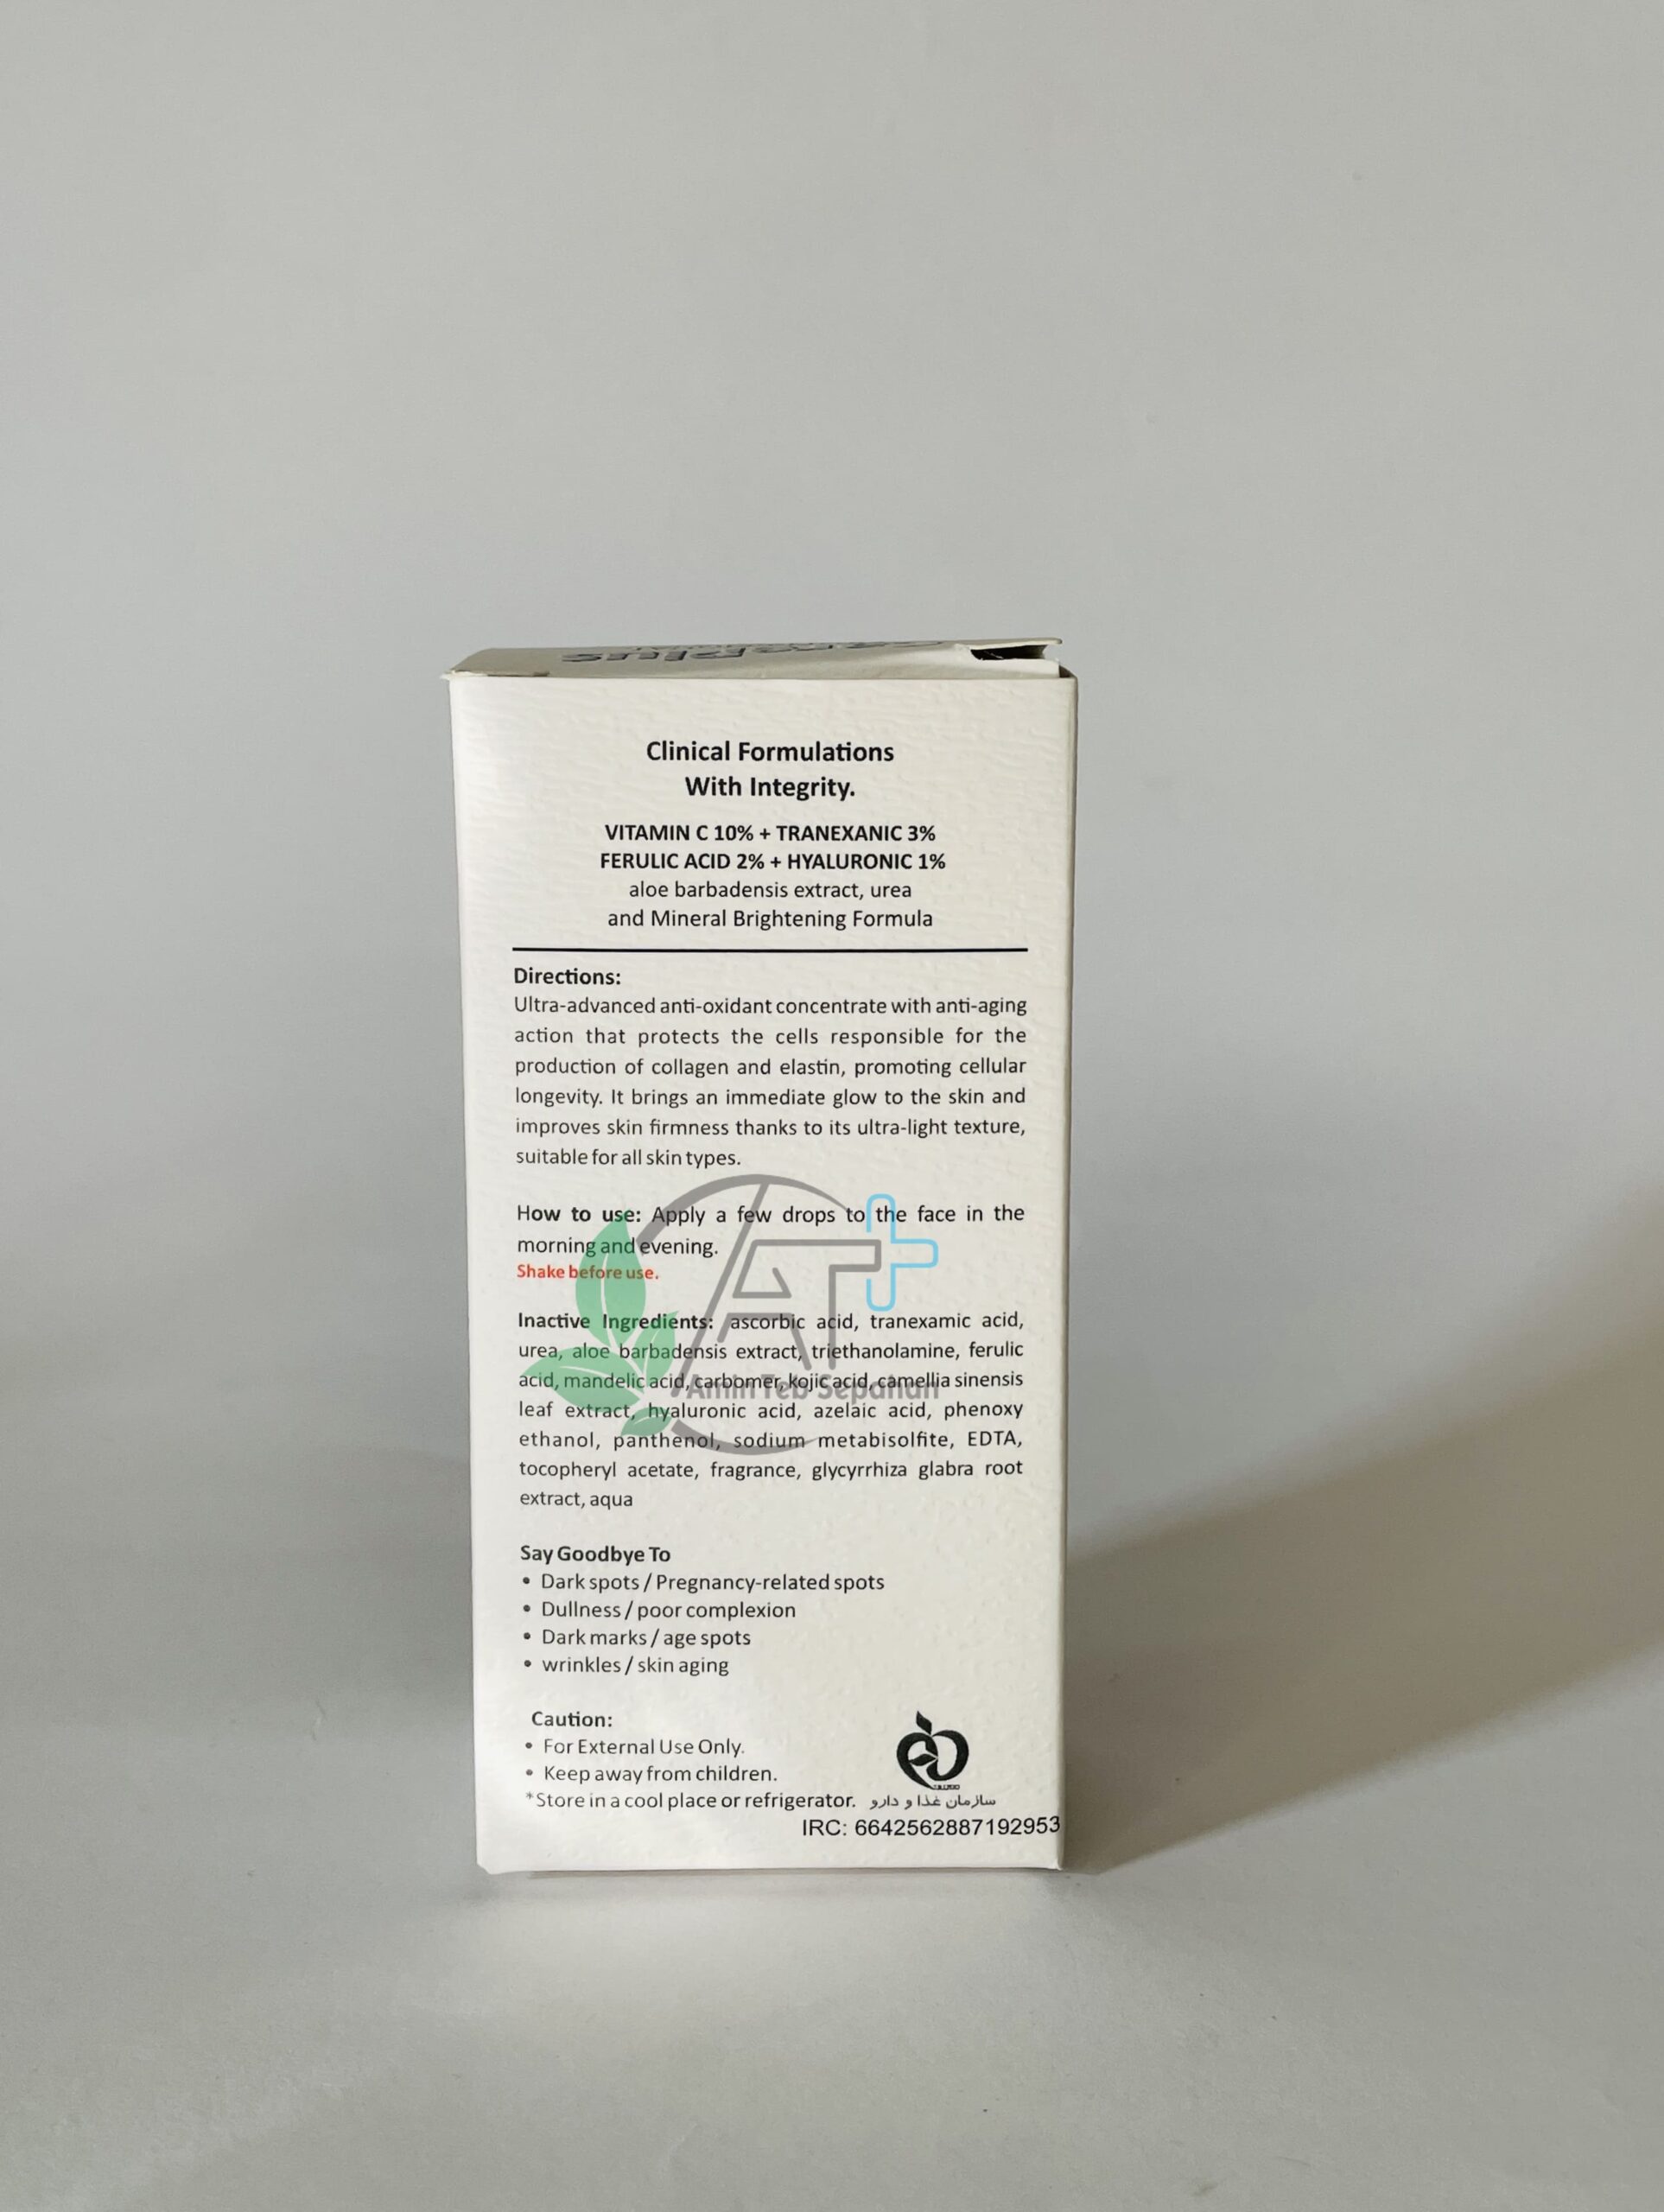 Clinical Formulations
With Integrity.
VITAMIN C 10% + TRANEXANIC 3%
FERULIC ACID 2% + HYALURONIC 1%
aloe barbadensis extract, urea
and Mineral Brightening Formula
Directions:
Ultra-advanced anti-oxidant concentrate with anti-aging
action that protects the cells responsible for the
production of collagen and elastin, promoting cellular
longevity. It brings an immediate glow to the skin and
improves skin firmness thanks to its ultra-light texture,
suitable for all skin types.
How to use: Apply a few drops to the face in the
morning and evening.
Shake before use.
Inactive Ingredients: ascorbic acid, tranexamic acid,
urea, aloe barbadensis extract, triethanolamine, ferulic
acid, mandelic acid, carbomer, kojic acid, camellia sinensis
leaf extract, hyaluronic acid, azelaic acid, phenoxy
ethanol, panthenol, sodium metabisolfite, EDTA,
tocopheryl acetate, fragrance, glycyrrhiza glabra root
extract, aqua
AT+
Amin Teb Sepahan
Say Goodbye To
• Dark spots / Pregnancy-related spots
• Dullness / poor complexion
• Dark marks / age spots
• wrinkles / skin aging
Caution:
• For External Use Only.
• Keep away from children.
*Store in a cool place or refrigerator.
سازمان غذا و دارو
IRC: 6642562887192953